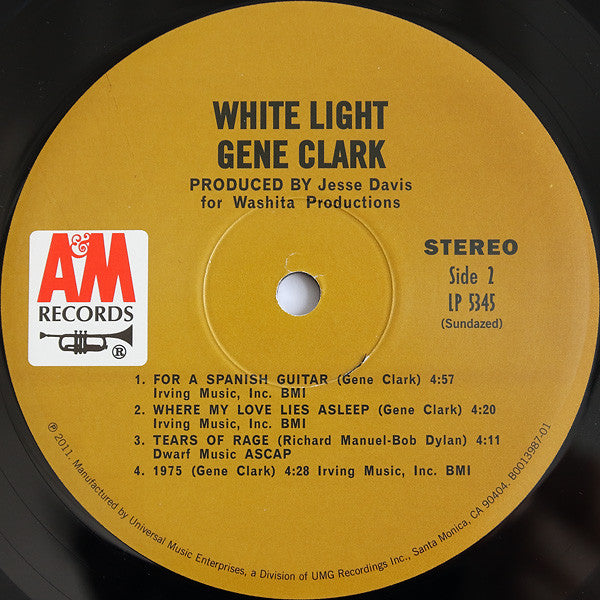 WHITE LIGHT
GENE CLARK
PRODUCED BY Jesse Davis
for Washita Productions
A&M
RECORDS
®
STEREO
Side 2
LP 5345
(Sundazed)
1. FOR A SPANISH GUITAR (Gene Clark) 4:57
Irving Music, Inc. BMI
2. WHERE MY LOVE LIES ASLEEP (Gene Clark) 4:20
Irving Music, Inc. BMI
3. TEARS OF RAGE (Richard Manuel-Bob Dylan) 4:11
Dwarf Music ASCAP
4. 1975 (Gene Clark) 4:28 Irving Music, Inc. BMI
℗ 2011. Manufactured by Universal Music Enterprises, a Division of UMG Recordings Inc., Santa Monica, CA 90404. B0013987-01